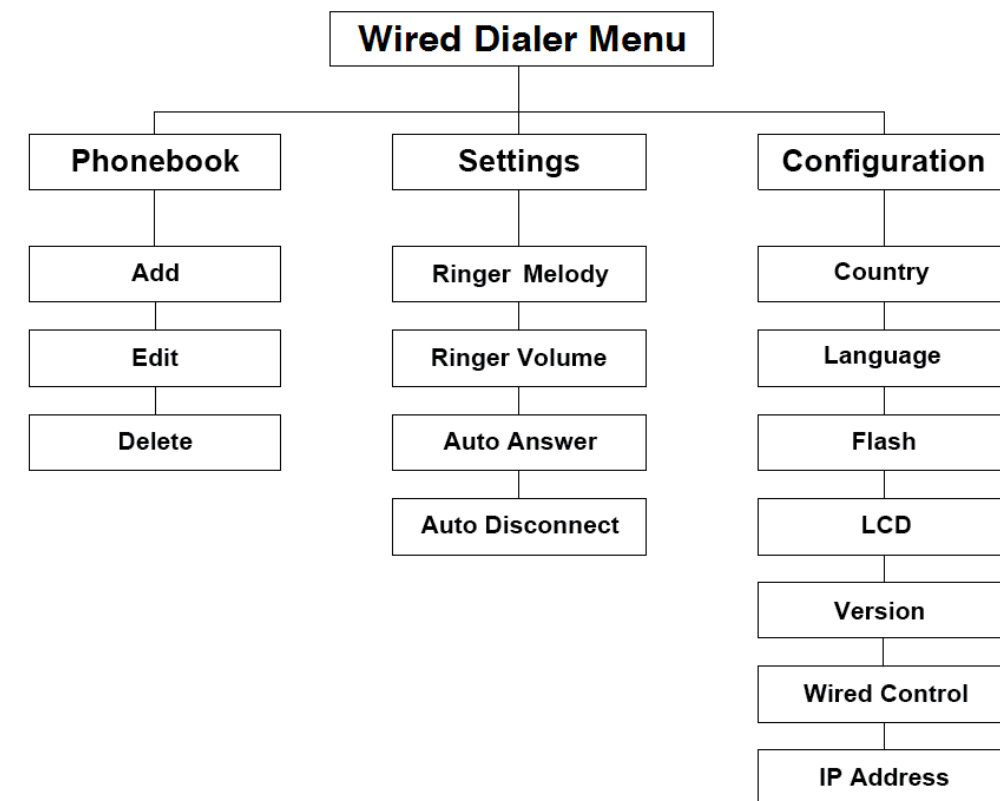 Wired Dialer Menu
Phonebook
Settings
Configuration
Add
Edit
Delete
Ringer Melody
Ringer Volume
Auto Answer
Auto Disconnect
Country
Language
Flash
LCD
Version
Wired Control
IP Address